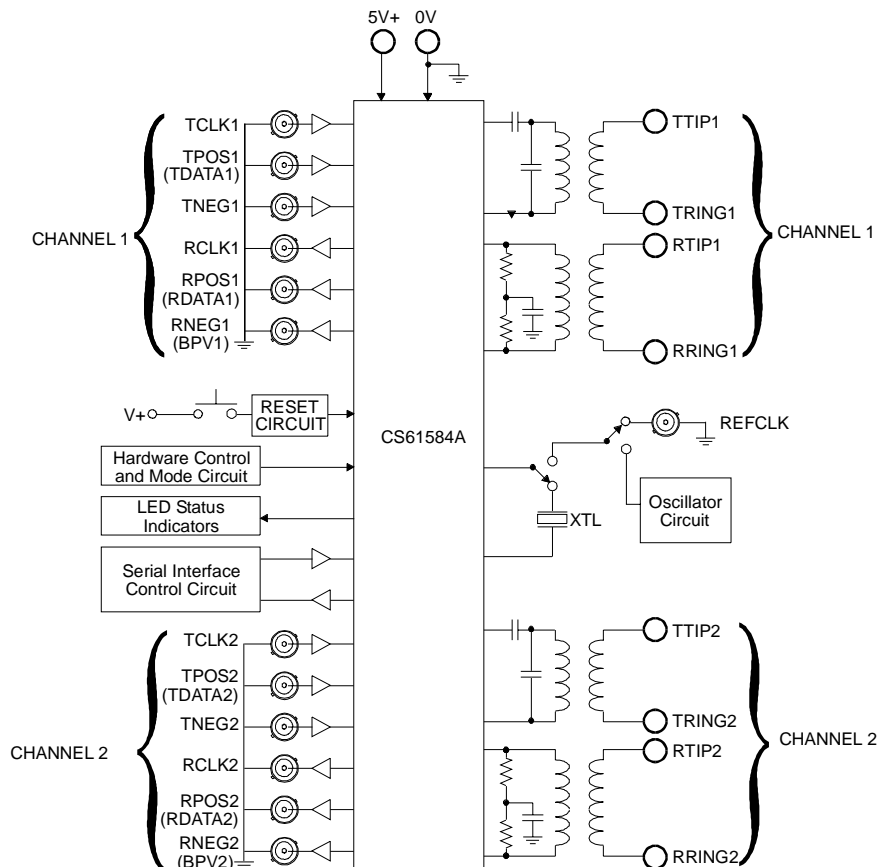 5V+ 0V
TCLK1
TPOS1
(TDATA1)
TNEG1
CHANNEL 1
RCLK1
RPOS1
(RDATA1)
RNEG1
(BPV1)
TTIP1
TRING1
CHANNEL 1
RTIP1
RRING1
V+
RESET
CIRCUIT
CS61584A
REFCLK
Hardware Control
and Mode Circuit
LED Status
Indicators
XTL
Oscillator
Circuit
Serial Interface
Control Circuit
TCLK2
TPOS2
(TDATA2)
TNEG2
CHANNEL 2
RCLK2
RPOS2
(RDATA2)
RNEG2
(BPV2)
TTIP2
TRING2
CHANNEL 2
RTIP2
RRING2